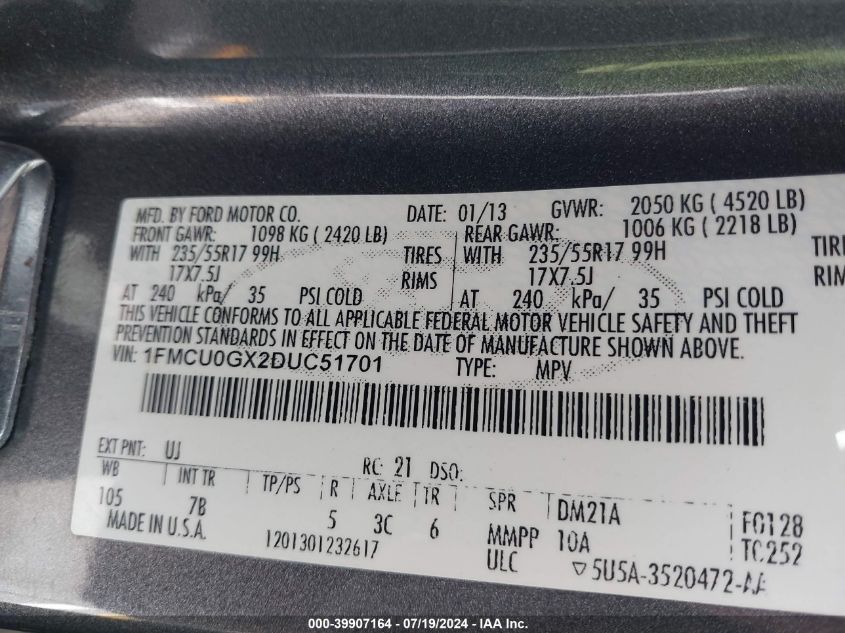 MFD. BY FORD MOTOR CO. DATE: 01/13 GVWR: 2050 KG ( 4520 LB)
FRONT GAWR: 1098 KG ( 2420 LB) REAR GAWR: 1006 KG ( 2218 LB)
WITH 235/55R17 99H TIRES WITH 235/55R17 99H TIRE
17X7.5J RIMS 17X7.5J RIM
AT 240 kPa/ 35 PSI COLD AT 240 kPa/ 35 PSI COLD
THIS VEHICLE CONFORMS TO ALL APPLICABLE FEDERAL MOTOR VEHICLE SAFETY AND THEFT
PREVENTION STANDARDS IN EFFECT ON THE DATE OF MANUFACTURE SHOWN ABOVE.
VIN: 1FMCU0GX2DUC51701 TYPE: MPV
EXT PNT: UJ RC: 21 DSO:
WB INT TR TP/PS R AXLE TR SPR DM21A F0128
105 7B 5 3C 6 MMPP 10A TC252
MADE IN U.S.A. 1201301232617 ULC ▽5U5A-3520472-AA
000-39907164 - 07/19/2024 - IAA Inc.